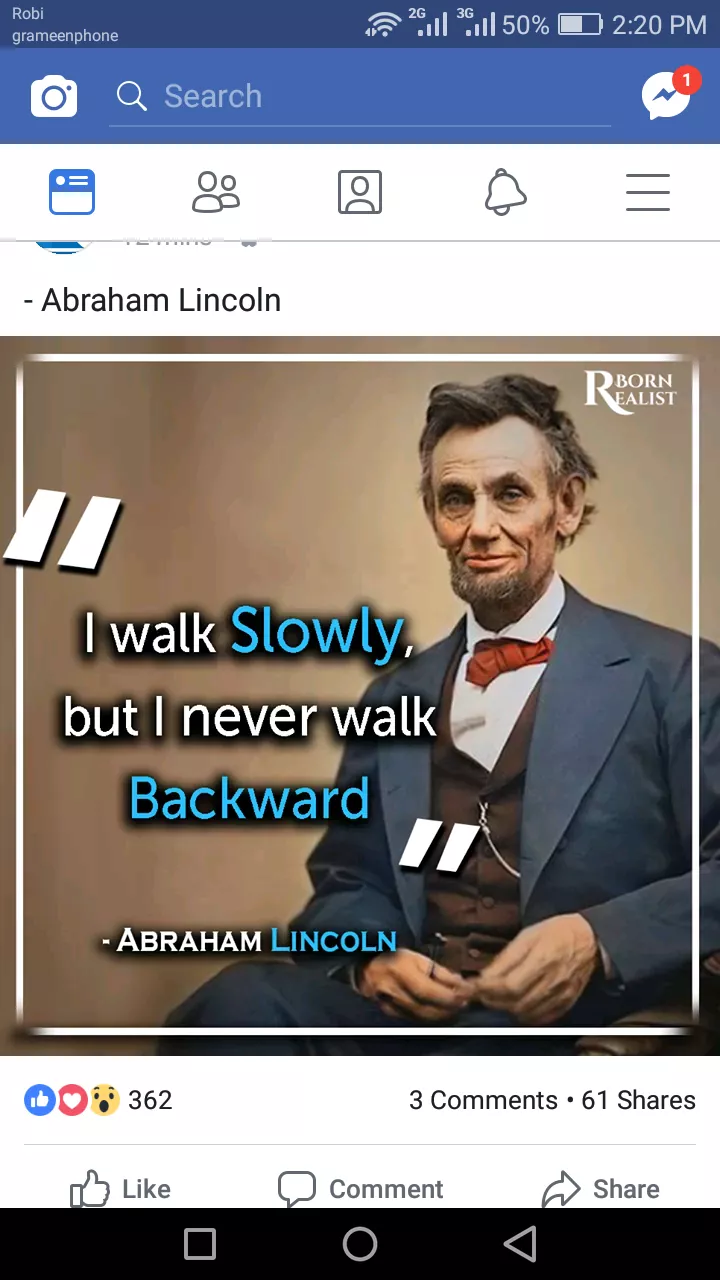 Robi
grameenphone
2G 3G 50% 2:20 PM
Search
1
- Abraham Lincoln
RBORN
REALIST
"
I walk Slowly,
but I never walk
Backward
"
- ABRAHAM LINCOLN
362 3 Comments • 61 Shares
Like Comment Share